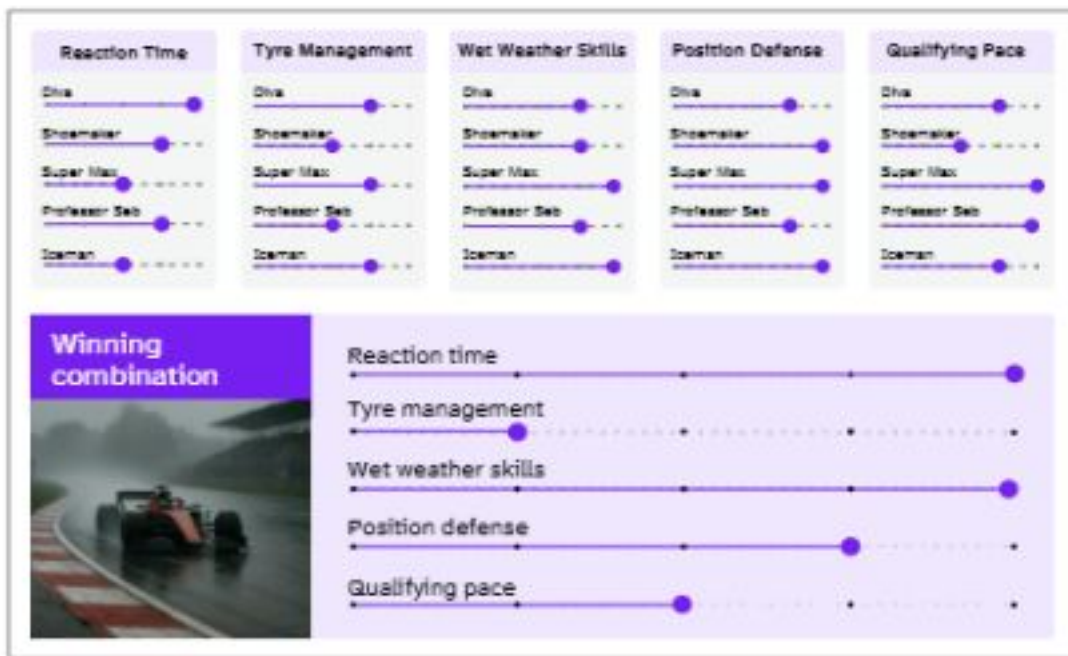 Reaction Time
Tyre Management
Wet Weather Skills
Position Defense
Qualifying Pace
Diva
Diva
Diva
Diva
Diva
Shoemaker
Shoemaker
Shoemaker
Shoemaker
Shoemaker
Super Max
Super Max
Super Max
Super Max
Super Max
Professor Seb
Professor Seb
Professor Seb
Professor Seb
Professor Seb
Iceman
Iceman
Iceman
Iceman
Iceman
Winning
combination
Reaction time
Tyre management
Wet weather skills
Position defense
Qualifying pace